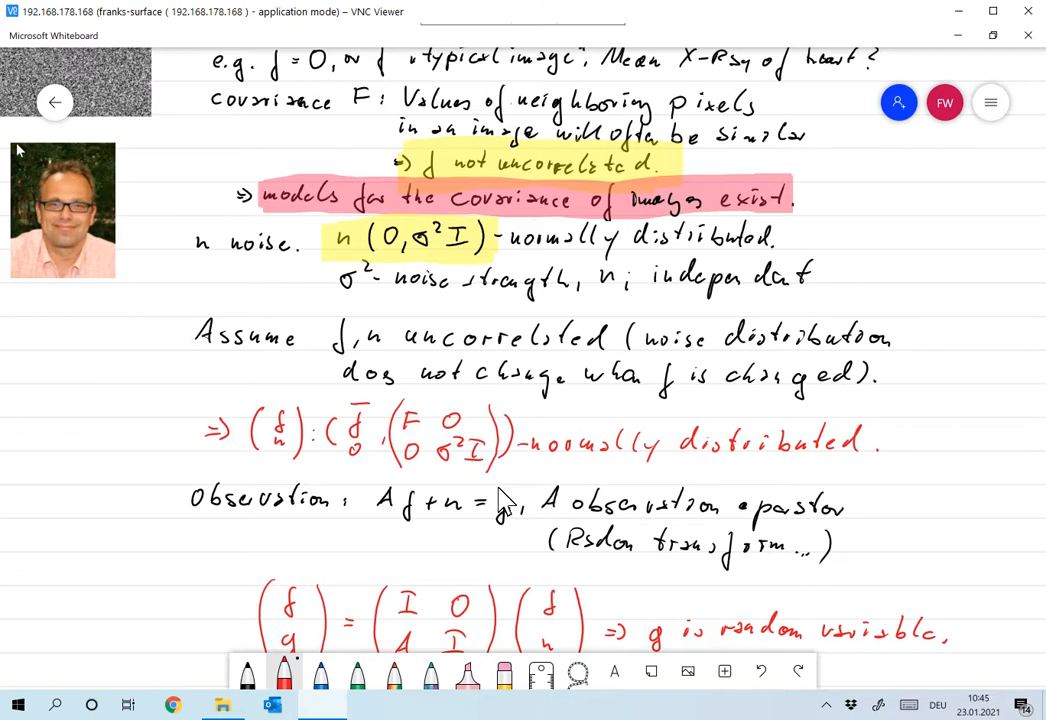 192.168.178.168 (franks-surface ( 192.168.178.168 ) - application mode) – VNC Viewer
Microsoft Whiteboard
e.g. f = 0, or f "typical image", Mean X-Ray of heart?
covariance F: Values of neighboring pixels
in an image will often be similar
=> f not uncorrelated.
=> models for the covariance of images exist.
n noise. n (0, σ² I) - normally distributed.
σ² - noise strength, nᵢ independent
Assume f, n uncorrelated (noise distribution
does not change when f is changed).
=> (f n) : (f̄ 0, (F 0 0 σ² I)) - normally distributed.
Observation: A f + n = g, A observation operator
(Radon transform...)
(f g) = (I 0 A I) (f n) => g is random variable.
FW
A
DEU
10:45
23.01.2021
14